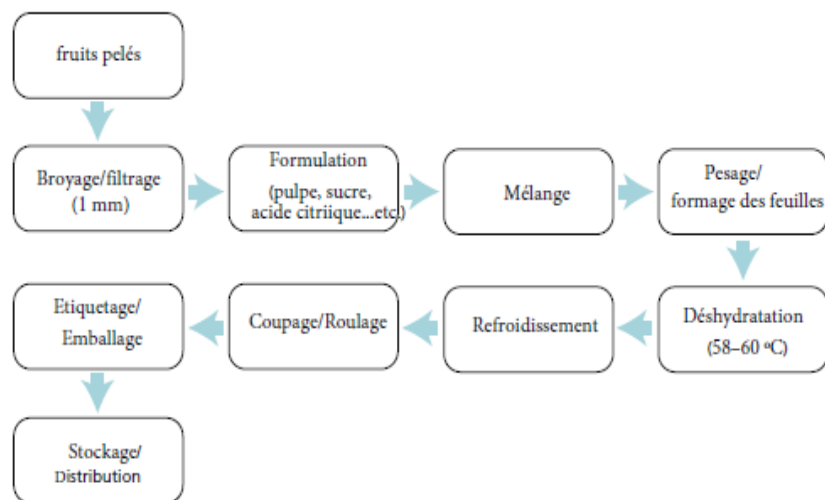 fruits pelés
Broyage/filtrage
(1 mm)
Formulation
(pulpe, sucre,
acide citriique...etc.)
Mélange
Pesage/
formage des feuilles
Déshydratation
(58–60 ºC)
Refroidissement
Coupage/Roulage
Etiquetage/
Emballage
Stockage/
Distribution